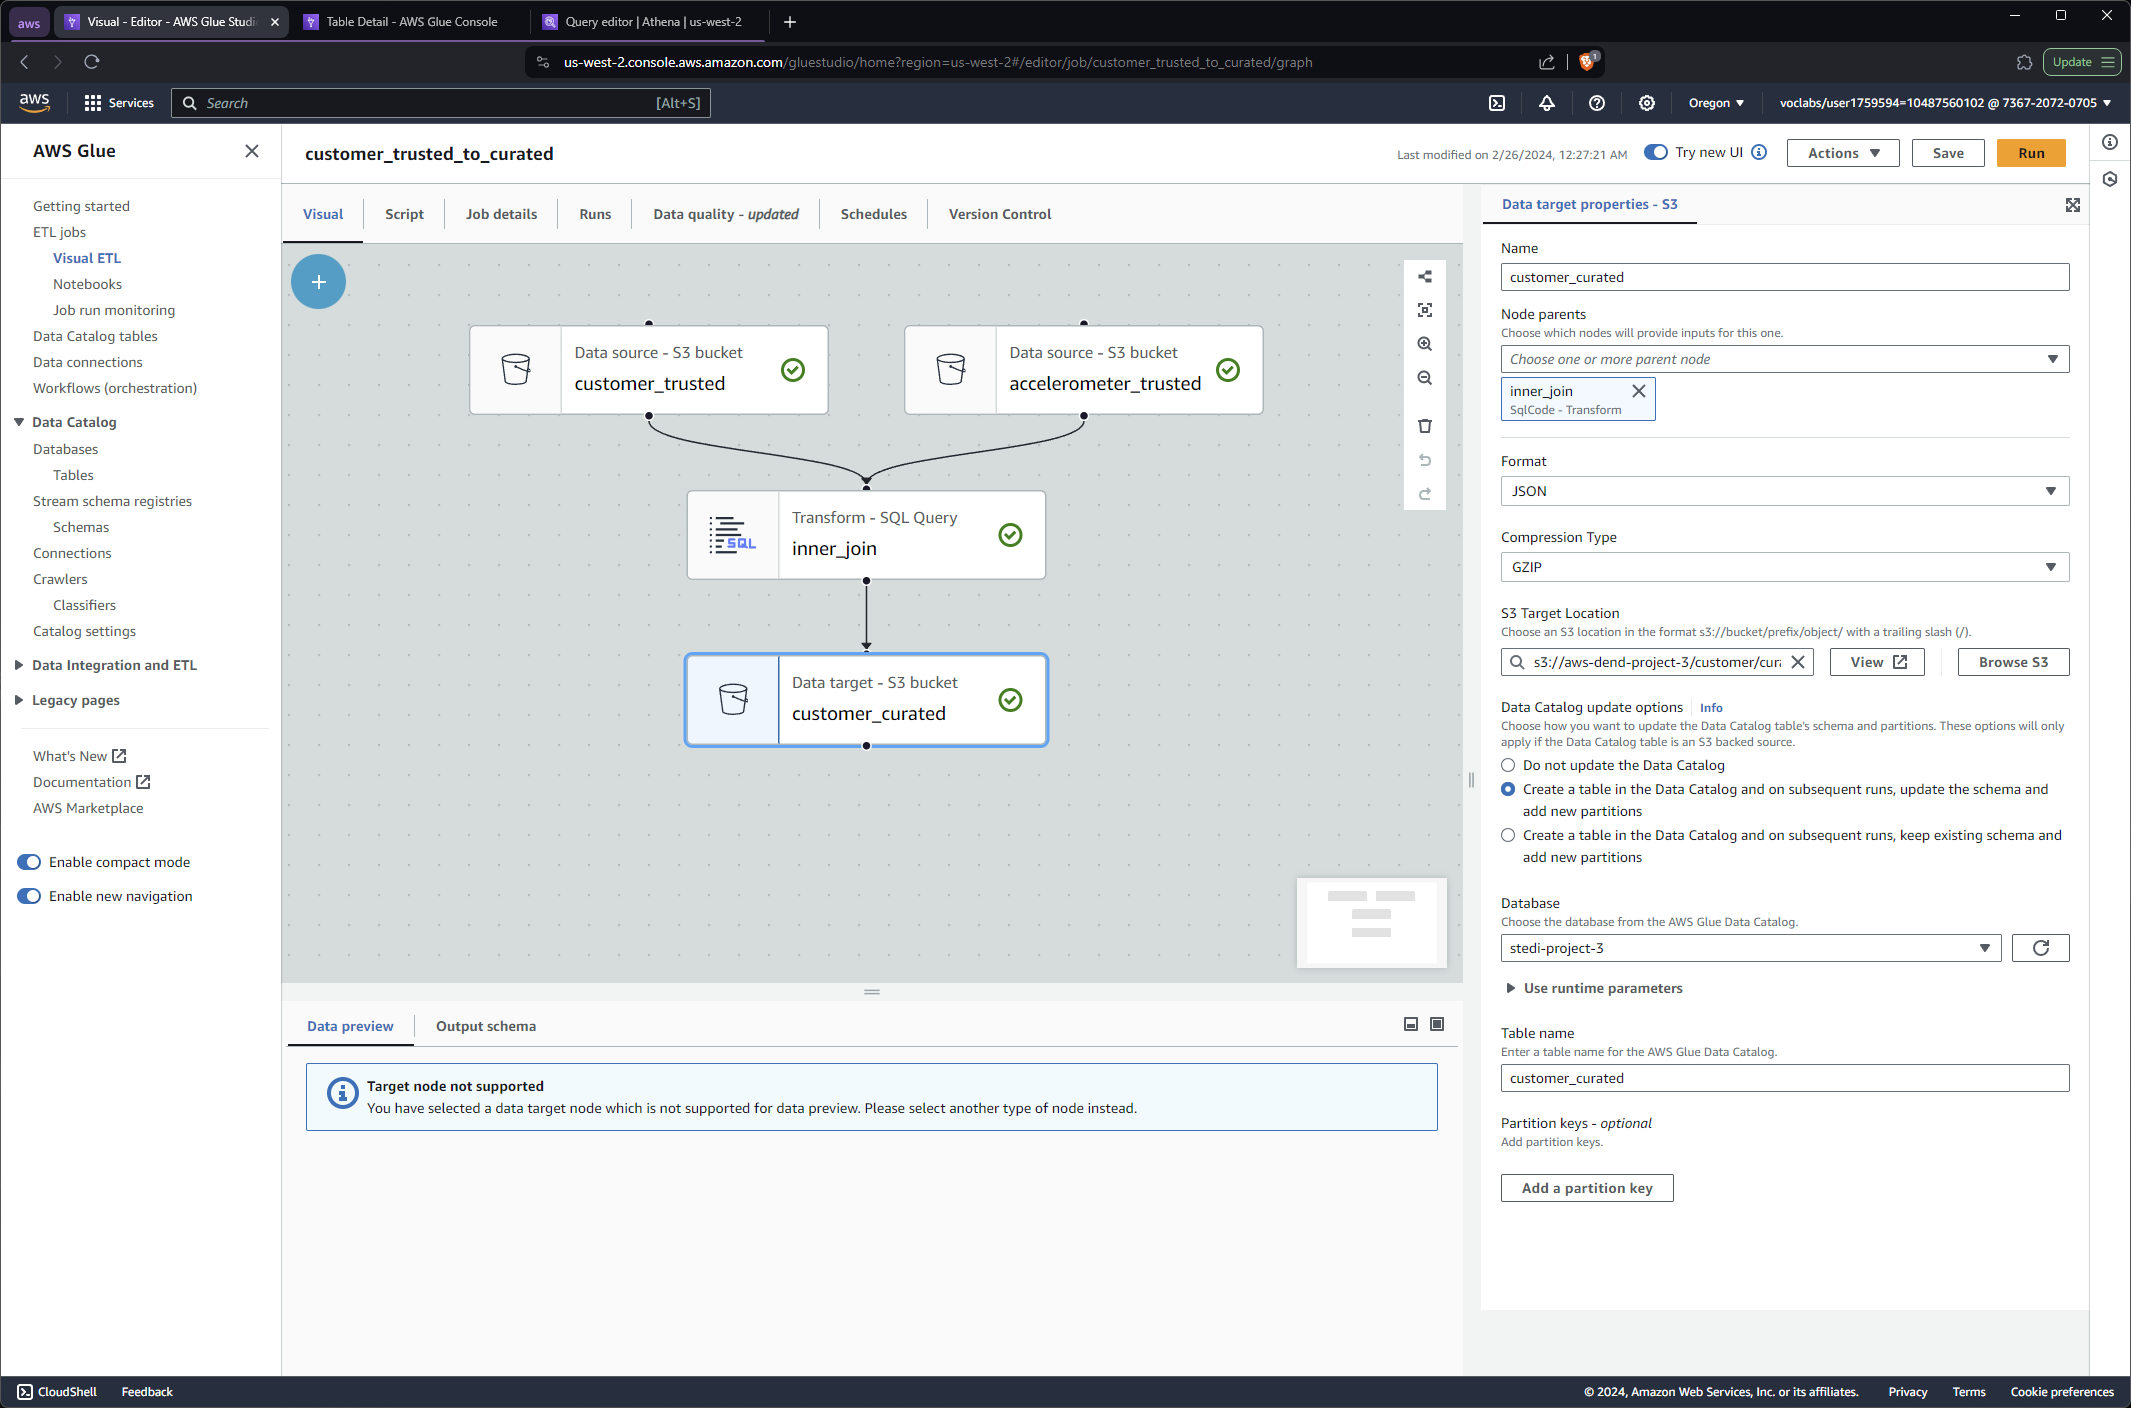 aws
Visual - Editor - AWS Glue Studio
Table Detail - AWS Glue Console
Query editor | Athena | us-west-2
us-west-2.console.aws.amazon.com/gluestudio/home?region=us-west-2#/editor/job/customer_trusted_to_curated/graph
1
Update
aws
Services
Search
[Alt+S]
Oregon
voclabs/user1759594=10487560102 @ 7367-2072-0705
AWS Glue
Getting started
ETL jobs
Visual ETL
Notebooks
Job run monitoring
Data Catalog tables
Data connections
Workflows (orchestration)
Data Catalog
Databases
Tables
Stream schema registries
Schemas
Connections
Crawlers
Classifiers
Catalog settings
Data Integration and ETL
Legacy pages
What's New
Documentation
AWS Marketplace
Enable compact mode
Enable new navigation
customer_trusted_to_curated
Last modified on 2/26/2024, 12:27:21 AM
Try new UI
Actions
Save
Run
Visual
Script
Job details
Runs
Data quality - updated
Schedules
Version Control
Data source - S3 bucket
customer_trusted
Data source - S3 bucket
accelerometer_trusted
SQL
Transform - SQL Query
inner_join
Data target - S3 bucket
customer_curated
Data preview
Output schema
Target node not supported
You have selected a data target node which is not supported for data preview. Please select another type of node instead.
Data target properties - S3
Name
customer_curated
Node parents
Choose which nodes will provide inputs for this one.
Choose one or more parent node
inner_join
SqlCode - Transform
Format
JSON
Compression Type
GZIP
S3 Target Location
Choose an S3 location in the format s3://bucket/prefix/object/ with a trailing slash (/).
s3://aws-dend-project-3/customer/cura
View
Browse S3
Data Catalog update options
Info
Choose how you want to update the Data Catalog table's schema and partitions. These options will only
apply if the Data Catalog table is an S3 backed source.
Do not update the Data Catalog
Create a table in the Data Catalog and on subsequent runs, update the schema and
add new partitions
Create a table in the Data Catalog and on subsequent runs, keep existing schema and
add new partitions
Database
Choose the database from the AWS Glue Data Catalog.
stedi-project-3
Use runtime parameters
Table name
Enter a table name for the AWS Glue Data Catalog.
customer_curated
Partition keys - optional
Add partition keys.
Add a partition key
CloudShell
Feedback
© 2024, Amazon Web Services, Inc. or its affiliates.
Privacy
Terms
Cookie preferences